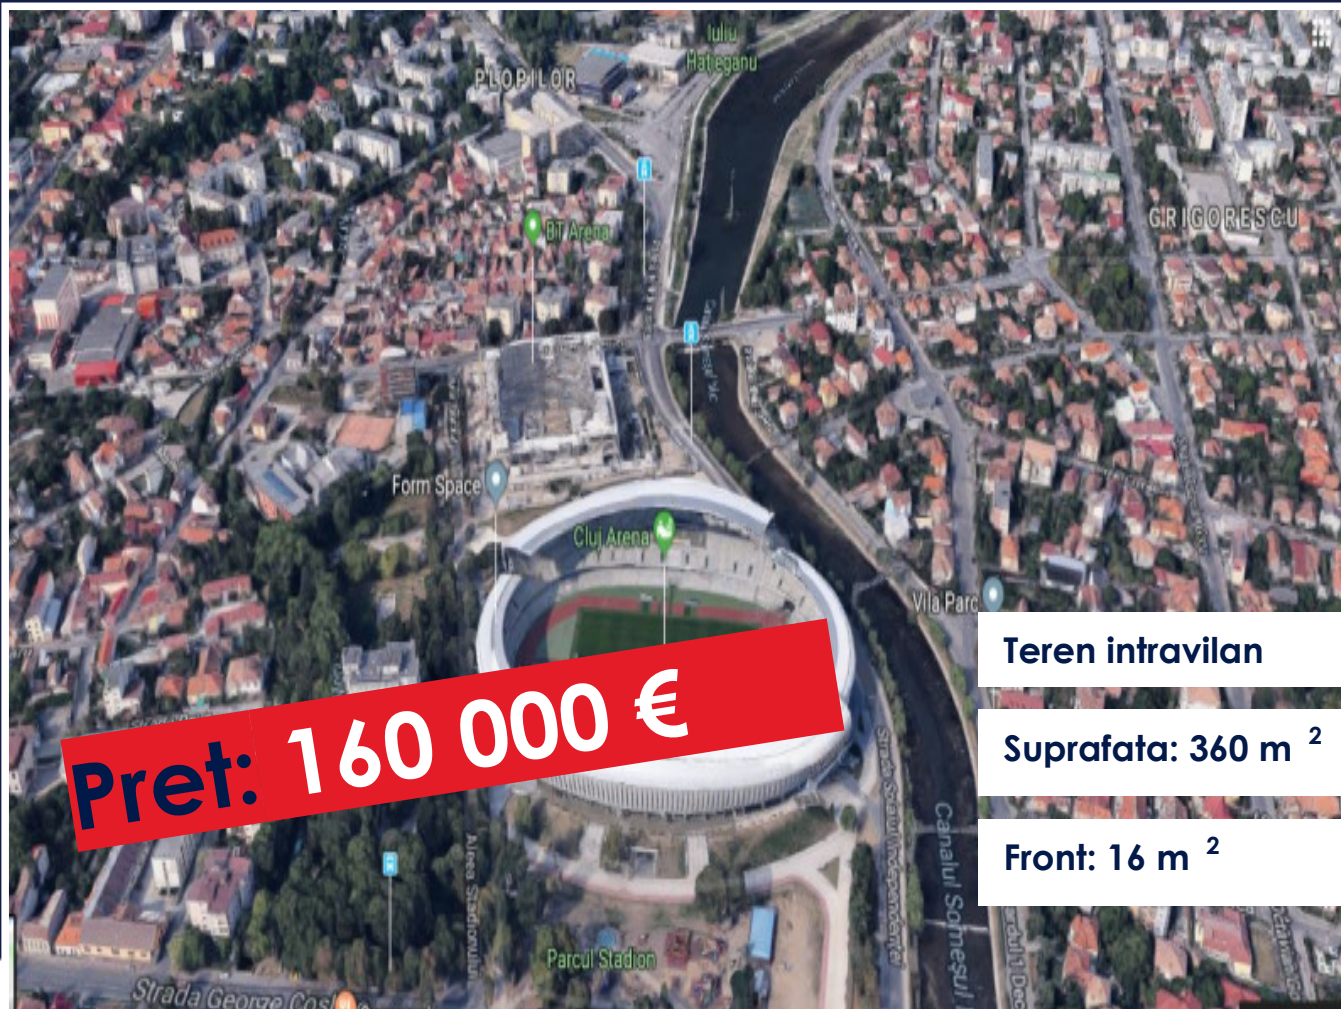 Iuliu
Hațieganu
PLOPILOR
GRIGORESCU
BT Arena
Form Space
Cluj Arena
Vila Parc
Teren intravilan
Pret: 160 000 €
Suprafata: 360 m 2
Front: 16 m 2
Strada Splaiul Independenței
Canalul Someșul
Aleea Stadionului
Parcul Stadion
Strada George Coșb